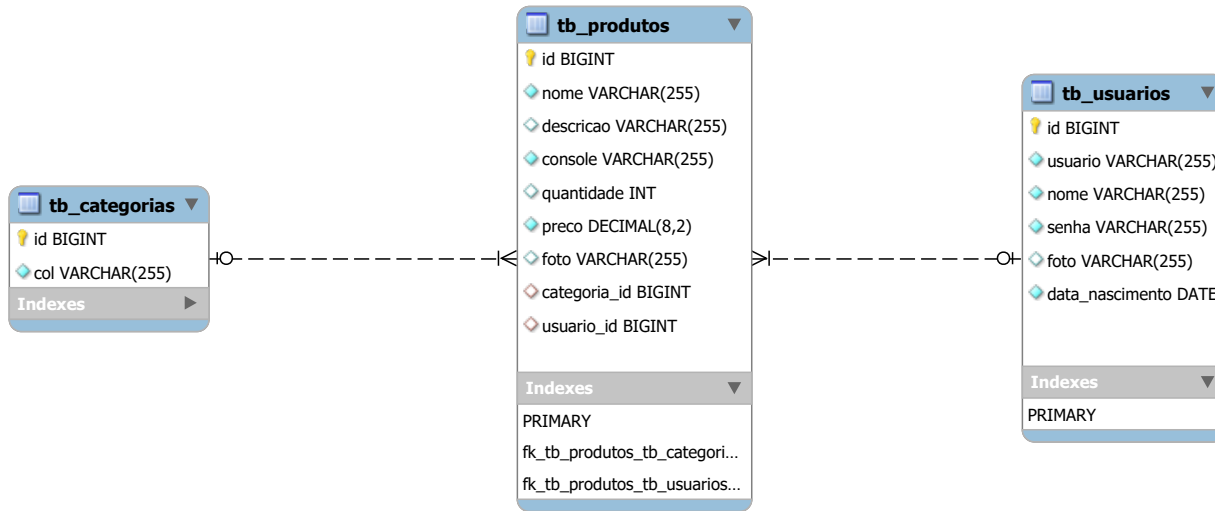 tb_categorias
id BIGINT
col VARCHAR(255)
Indexes
tb_produtos
id BIGINT
nome VARCHAR(255)
descricao VARCHAR(255)
console VARCHAR(255)
quantidade INT
preco DECIMAL(8,2)
foto VARCHAR(255)
categoria_id BIGINT
usuario_id BIGINT
Indexes
PRIMARY
fk_tb_produtos_tb_categori...
fk_tb_produtos_tb_usuarios...
tb_usuarios
id BIGINT
usuario VARCHAR(255)
nome VARCHAR(255)
senha VARCHAR(255)
foto VARCHAR(255)
data_nascimento DATE
Indexes
PRIMARY